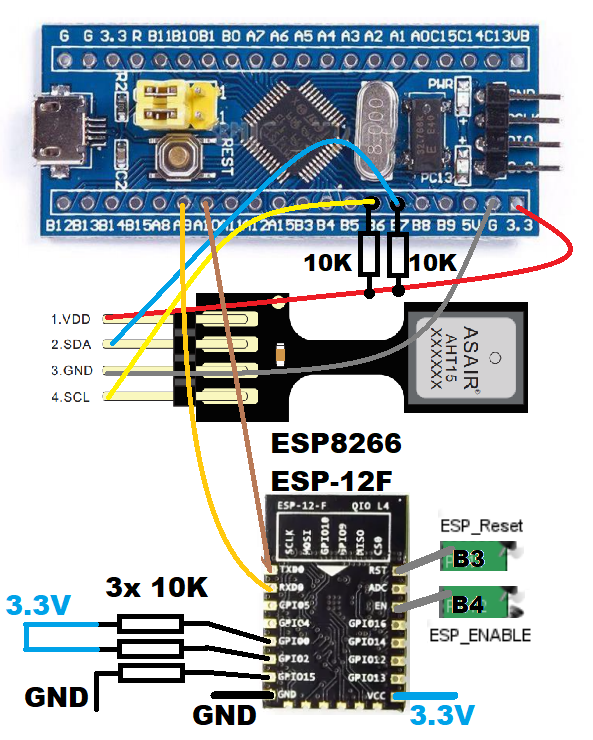 G G 3.3 R B11 B10 B1 B0 A7 A6 A5 A4 A3 A2 A1 A0 C15 C14 C13 VB
R2
PWR
8.000
REST
C2
PC13
B12 B13 B14 B15 A8 A9 A10 A11 A12 A15 B3 B4 B5 B6 B7 B8 B9 5V G 3.3
10K 10K
1.VDD
2.SDA
3.GND
4.SCL
ASAIR
AHT15
XXXXXX
ESP8266
ESP-12F
ESP-12-F QIO L4
SCLK
MOSI
GPIO10
GPIO9
MISO
CS0
TXD0
RXD0
GPIO5
GPIO4
GPIO0
GPIO2
GPIO15
GND
RST
ADC
EN
GPIO16
GPIO14
GPIO12
GPIO13
VCC
ESP_Reset
B3
B4
ESP_ENABLE
3x 10K
3.3V
GND
GND
3.3V